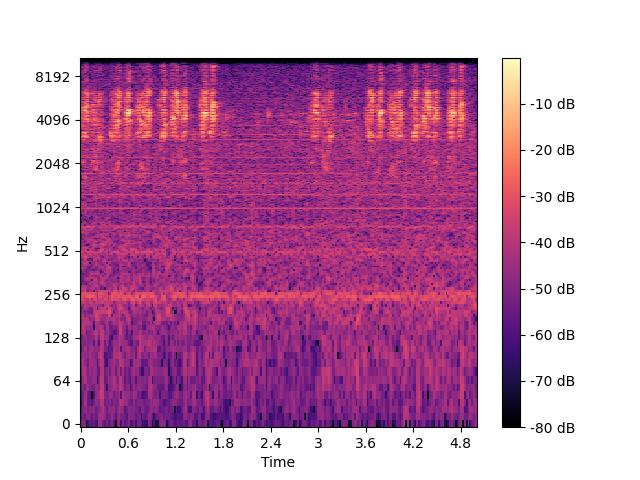 8192
4096
2048
1024
512
256
128
64
0
Hz
0 0.6 1.2 1.8 2.4 3 3.6 4.2 4.8
Time
-10 dB
-20 dB
-30 dB
-40 dB
-50 dB
-60 dB
-70 dB
-80 dB